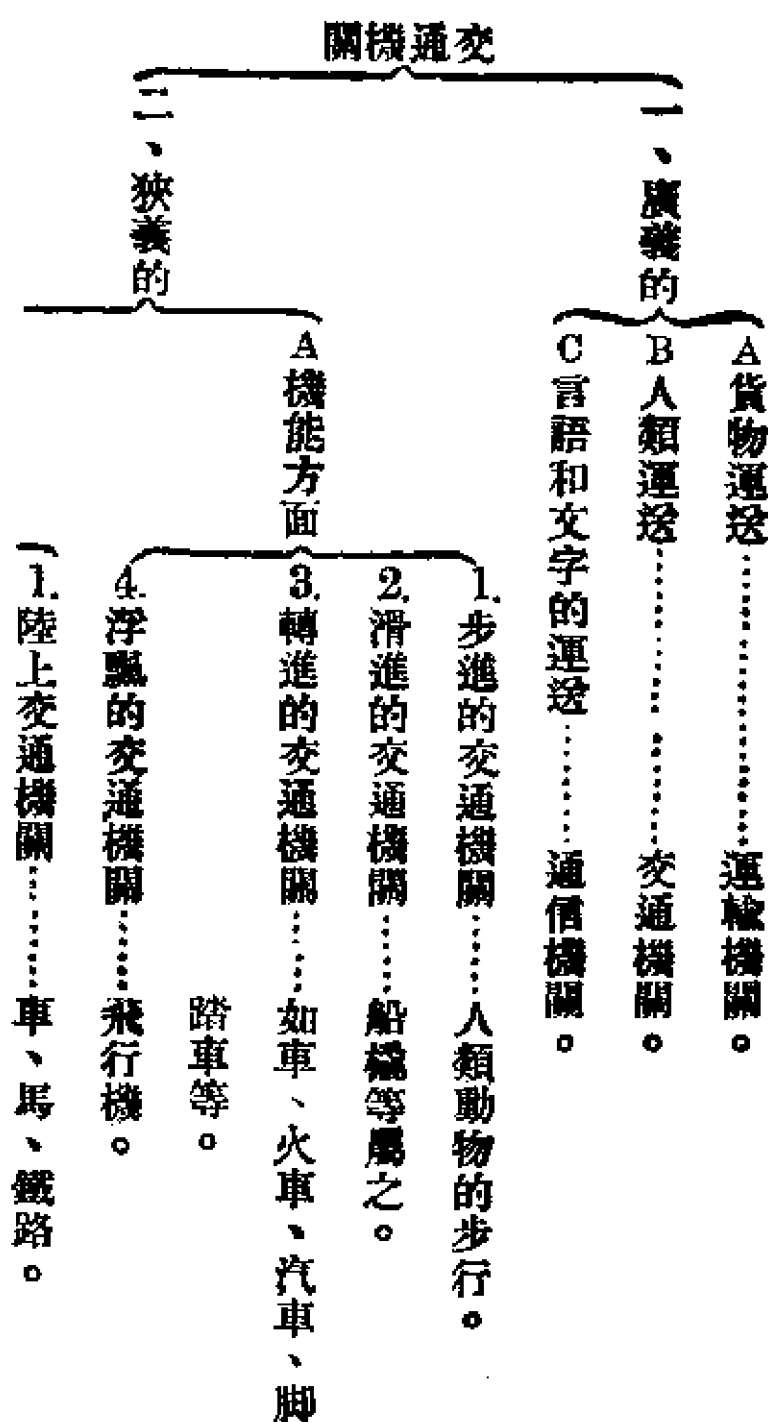 交通機關
一、廣義的
A貨物運送………………運輸機關。
B人類運送………………交通機關。
C言語和文字的運送………通信機關。
二、狹義的
A機能方面
1.步進的交通機關……人類動物的步行。
2.滑進的交通機關……船橇等屬之。
3.轉進的交通機關……如車、火車、汽車、脚
踏車等。
4.浮飄的交通機關……飛行機。
1.陸上交通機關………車、馬、鐵路。